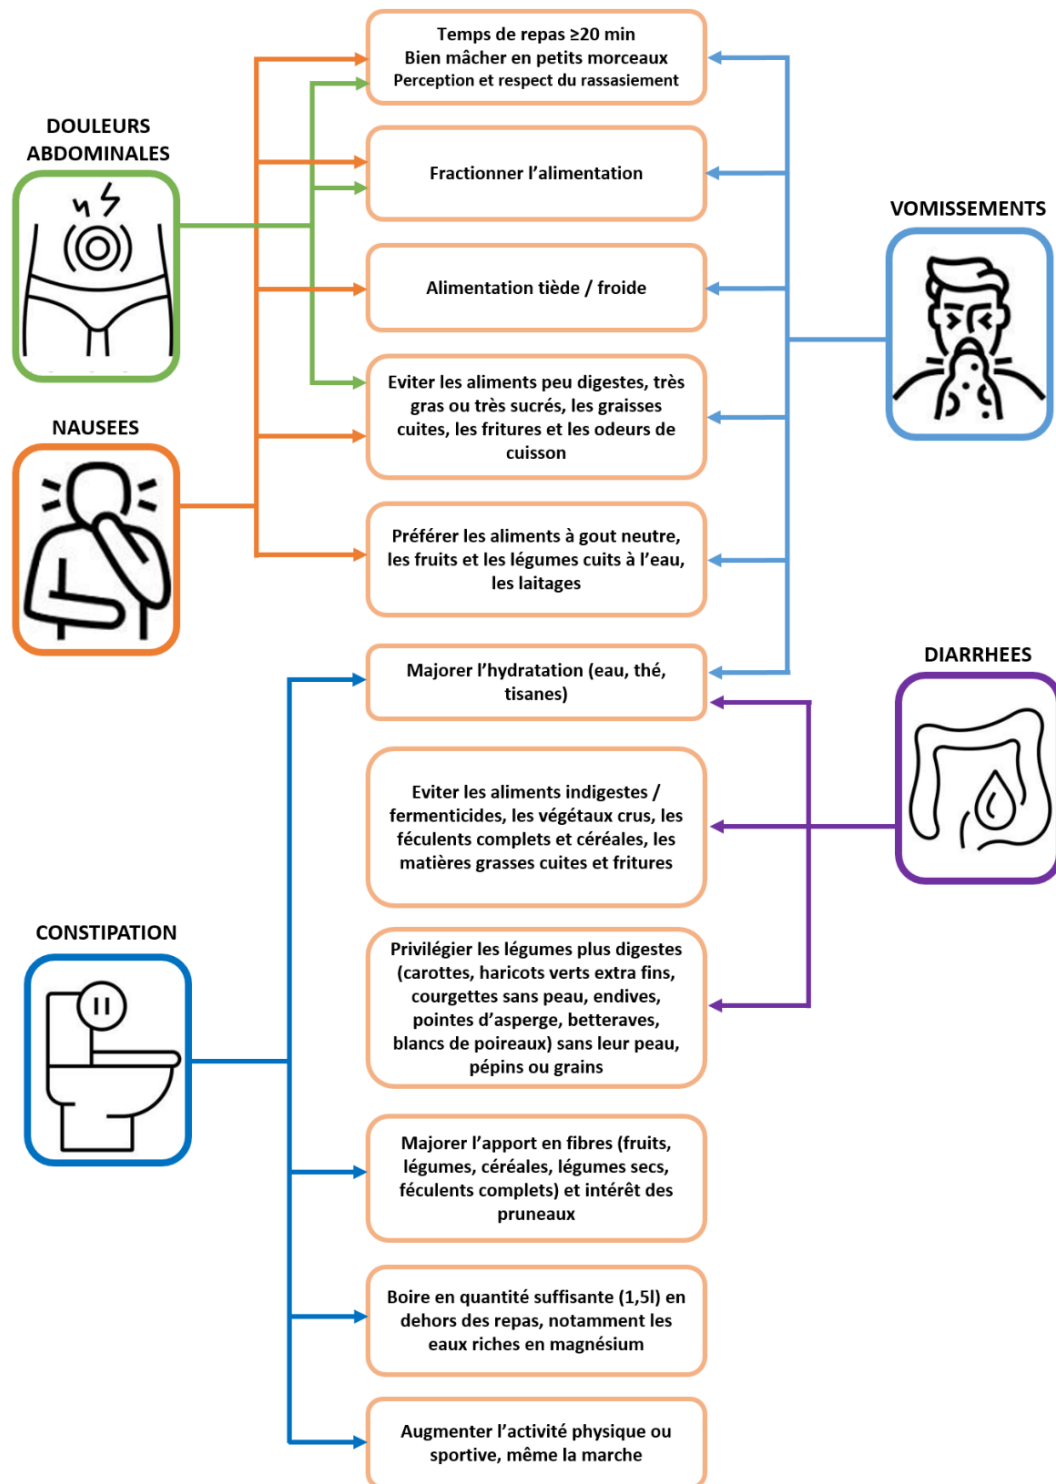 Temps de repas ≥20 min
Bien mâcher en petits morceaux
Perception et respect du rassasiement
DOULEURS
ABDOMINALES
Fractionner l'alimentation
VOMISSEMENTS
Alimentation tiède / froide
Eviter les aliments peu digestes, très
gras ou très sucrés, les graisses
cuites, les fritures et les odeurs de
cuisson
NAUSEES
Préférer les aliments à gout neutre,
les fruits et les légumes cuits à l'eau,
les laitages
Majorer l'hydratation (eau, thé,
tisanes)
DIARRHEES
Eviter les aliments indigestes /
fermenticides, les végétaux crus, les
féculents complets et céréales, les
matières grasses cuites et fritures
CONSTIPATION
Privilégier les légumes plus digestes
(carottes, haricots verts extra fins,
courgettes sans peau, endives,
pointes d'asperge, betteraves,
blancs de poireaux) sans leur peau,
pépins ou grains
Majorer l'apport en fibres (fruits,
légumes, céréales, légumes secs,
féculents complets) et intérêt des
pruneaux
Boire en quantité suffisante (1,5l) en
dehors des repas, notamment les
eaux riches en magnésium
Augmenter l'activité physique ou
sportive, même la marche